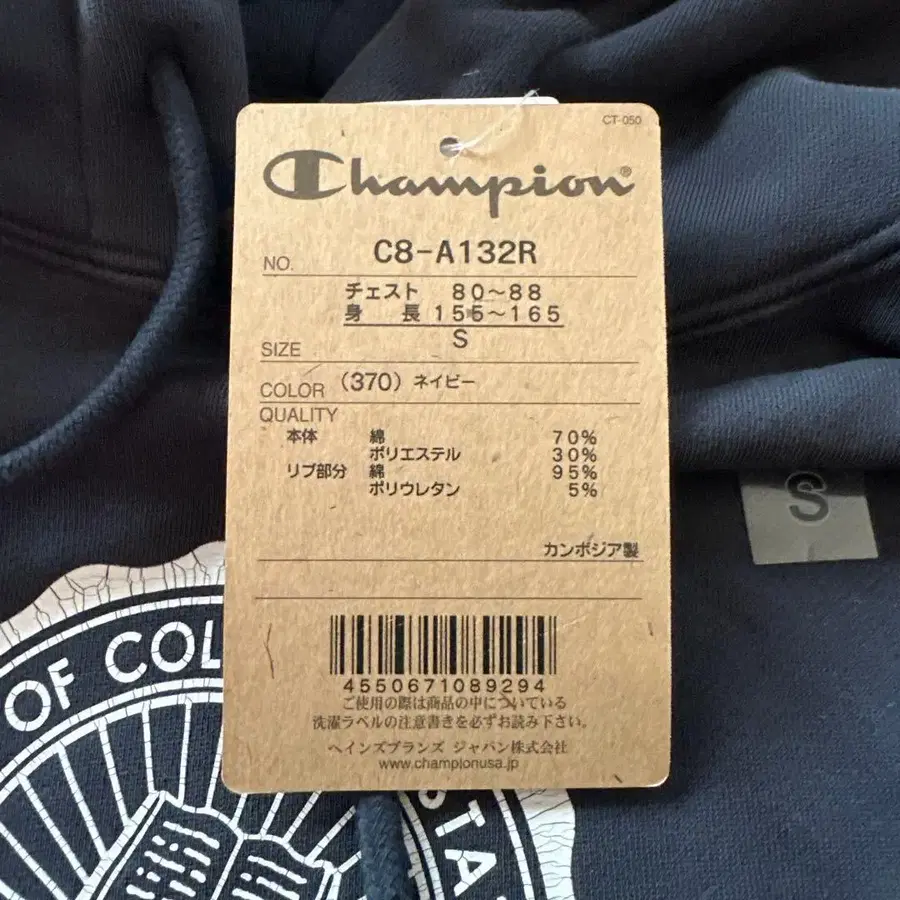 CT-050
Champion®
NO. C8-A132R
チェスト 80～88
身 長 155～165
SIZE S
COLOR (370) ネイビー
QUALITY
本体 綿 70%
ポリエステル 30%
リブ部分 綿 95%
ポリウレタン 5%
カンボジア製
4550671089294
ご使用の際は商品の中についている
洗濯ラベルの注意書きを必ずお読み下さい。
ヘインズブランズ ジャパン株式会社
www.championusa.jp
S
OF COL
STA